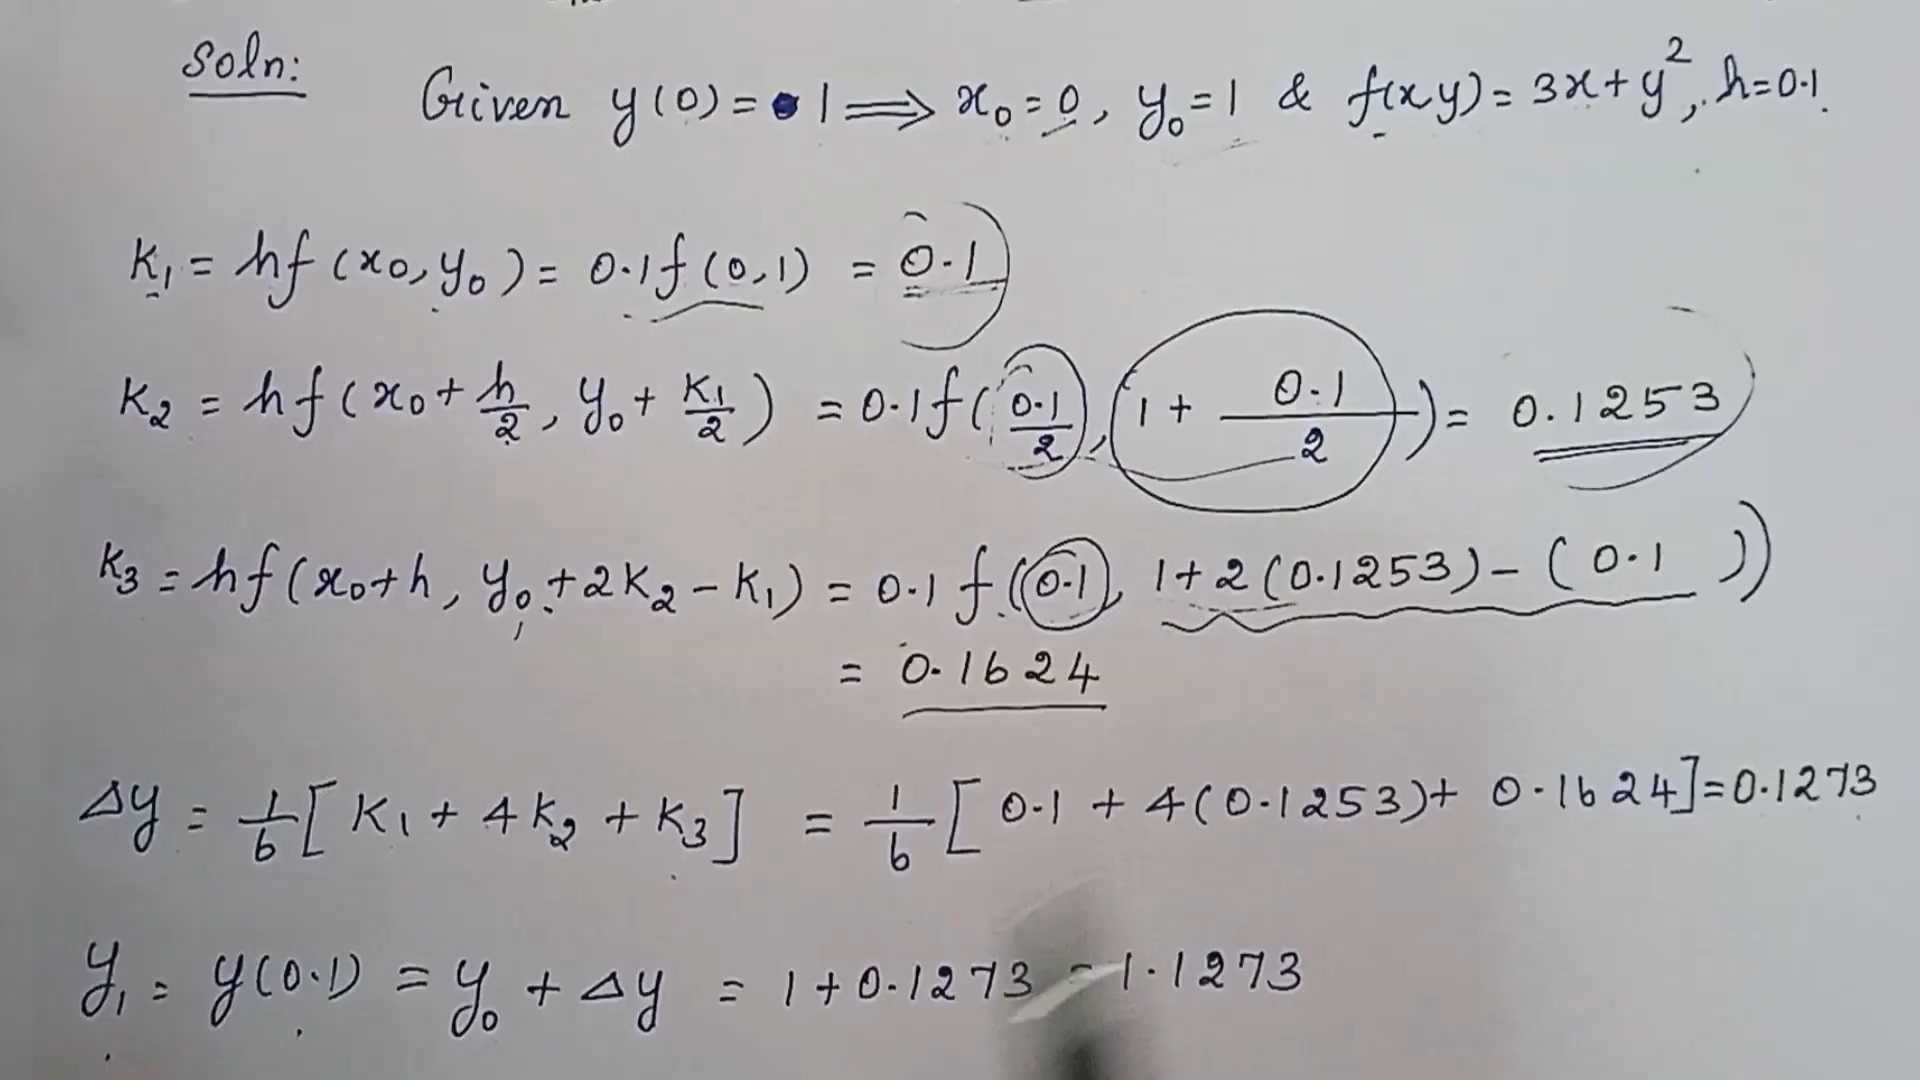 Soln:
Given y(0) = 1 ⟹ x₀ = 0, y₀ = 1 & f(xy) = 3x + y², h = 0.1
K₁ = hf(x₀, y₀) = 0.1f(0,1) = 0.1
K₂ = hf(x₀ + h/2, y₀ + K₁/2) = 0.1f(0.1/2, 1 + 0.1/2) = 0.1253
K₃ = hf(x₀+h, y₀+2K₂-K₁) = 0.1 f(0.1, 1+2(0.1253)-(0.1))
= 0.1624
Δy = 1/6[K₁ + 4K₂ + K₃] = 1/6[0.1 + 4(0.1253) + 0.1624] = 0.1273
y₁ = y(0.1) = y₀ + Δy = 1+0.1273 = 1.1273